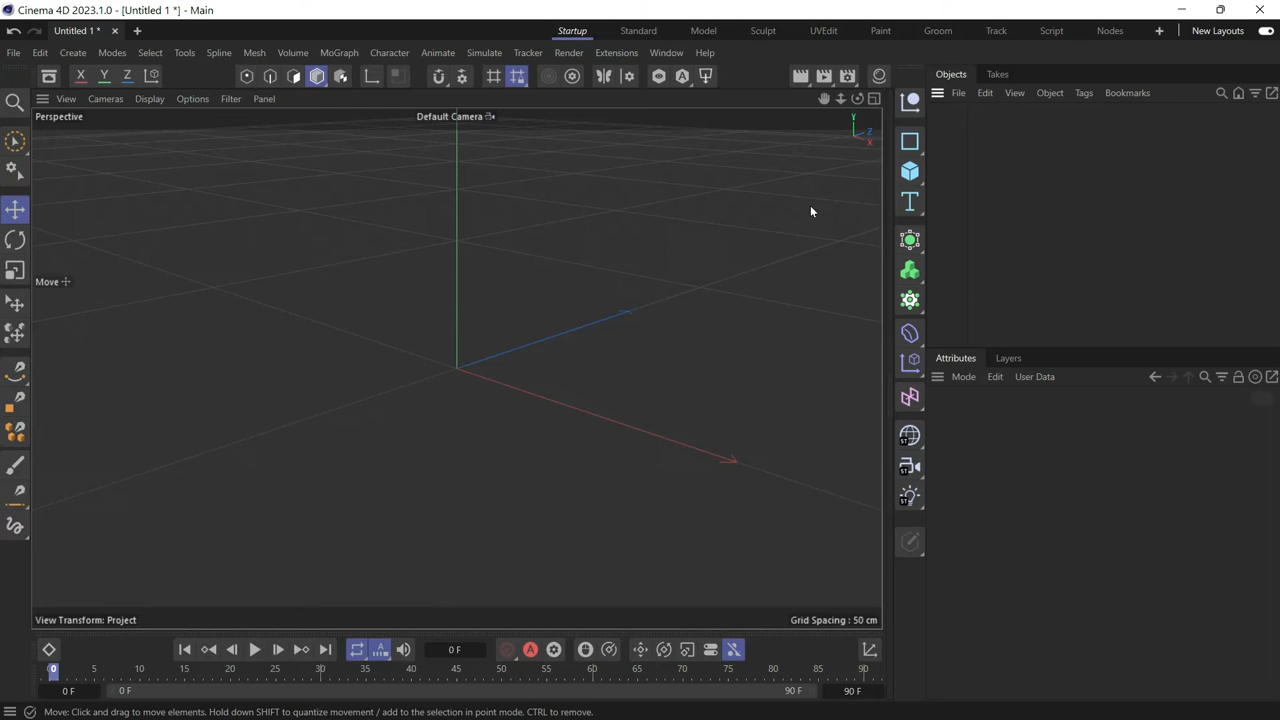 Cinema 4D 2023.1.0 - [Untitled 1 *] - Main
Untitled 1 *
Startup Standard Model Sculpt UVEdit Paint Groom Track Script Nodes New Layouts
File Edit Create Modes Select Tools Spline Mesh Volume MoGraph Character Animate Simulate Tracker Render Extensions Window Help
X Y Z
Objects Takes
View Cameras Display Options Filter Panel
File Edit View Object Tags Bookmarks
Perspective
Default Camera
Y
Z
X
T
Move
Attributes Layers
Mode Edit User Data
ST
ST
ST
View Transform: Project
Grid Spacing : 50 cm
0 F
0 5 10 15 20 25 30 35 40 45 50 55 60 65 70 75 80 85 90
0 F 0 F 90 F 90 F
Move: Click and drag to move elements. Hold down SHIFT to quantize movement / add to the selection in point mode, CTRL to remove.